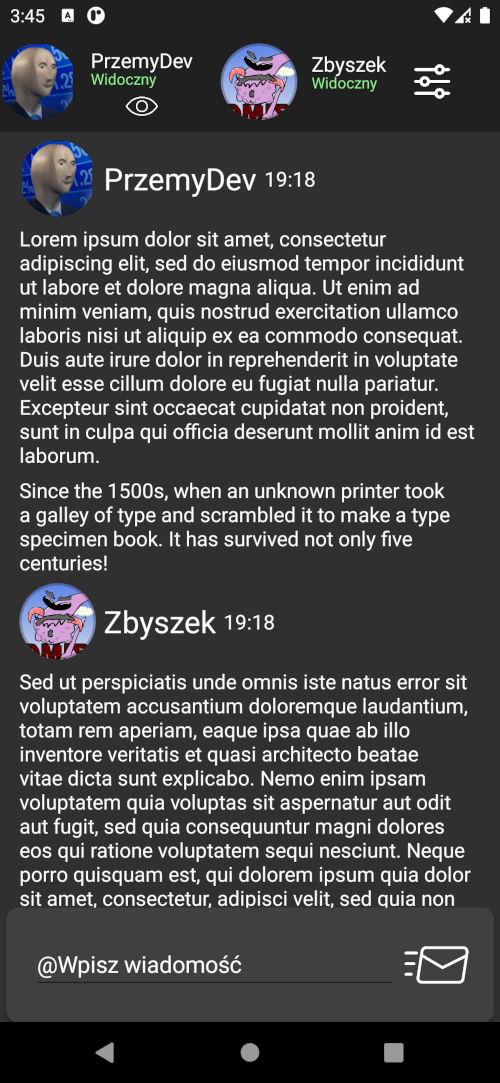 3:45
PrzemyDev
Widoczny
Zbyszek
Widoczny
PrzemyDev 19:18
Lorem ipsum dolor sit amet, consectetur
adipiscing elit, sed do eiusmod tempor incididunt
ut labore et dolore magna aliqua. Ut enim ad
minim veniam, quis nostrud exercitation ullamco
laboris nisi ut aliquip ex ea commodo consequat.
Duis aute irure dolor in reprehenderit in voluptate
velit esse cillum dolore eu fugiat nulla pariatur.
Excepteur sint occaecat cupidatat non proident,
sunt in culpa qui officia deserunt mollit anim id est
laborum.
Since the 1500s, when an unknown printer took
a galley of type and scrambled it to make a type
specimen book. It has survived not only five
centuries!
Zbyszek 19:18
Sed ut perspiciatis unde omnis iste natus error sit
voluptatem accusantium doloremque laudantium,
totam rem aperiam, eaque ipsa quae ab illo
inventore veritatis et quasi architecto beatae
vitae dicta sunt explicabo. Nemo enim ipsam
voluptatem quia voluptas sit aspernatur aut odit
aut fugit, sed quia consequuntur magni dolores
eos qui ratione voluptatem sequi nesciunt. Neque
porro quisquam est, qui dolorem ipsum quia dolor
sit amet, consectetur, adipisci velit, sed quia non
@Wpisz wiadomość